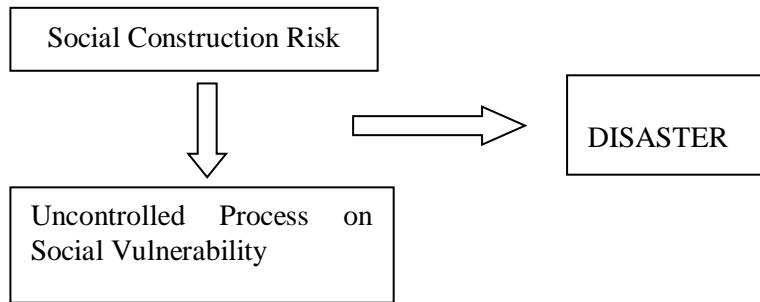 Social Construction Risk
DISASTER
Uncontrolled Process on
Social Vulnerability